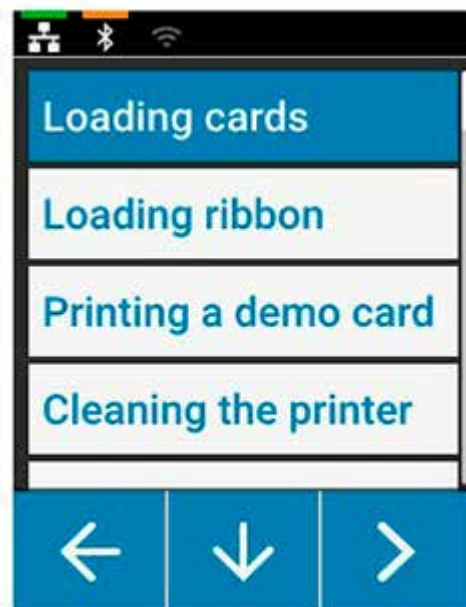 Loading cards
Loading ribbon
Printing a demo card
Cleaning the printer